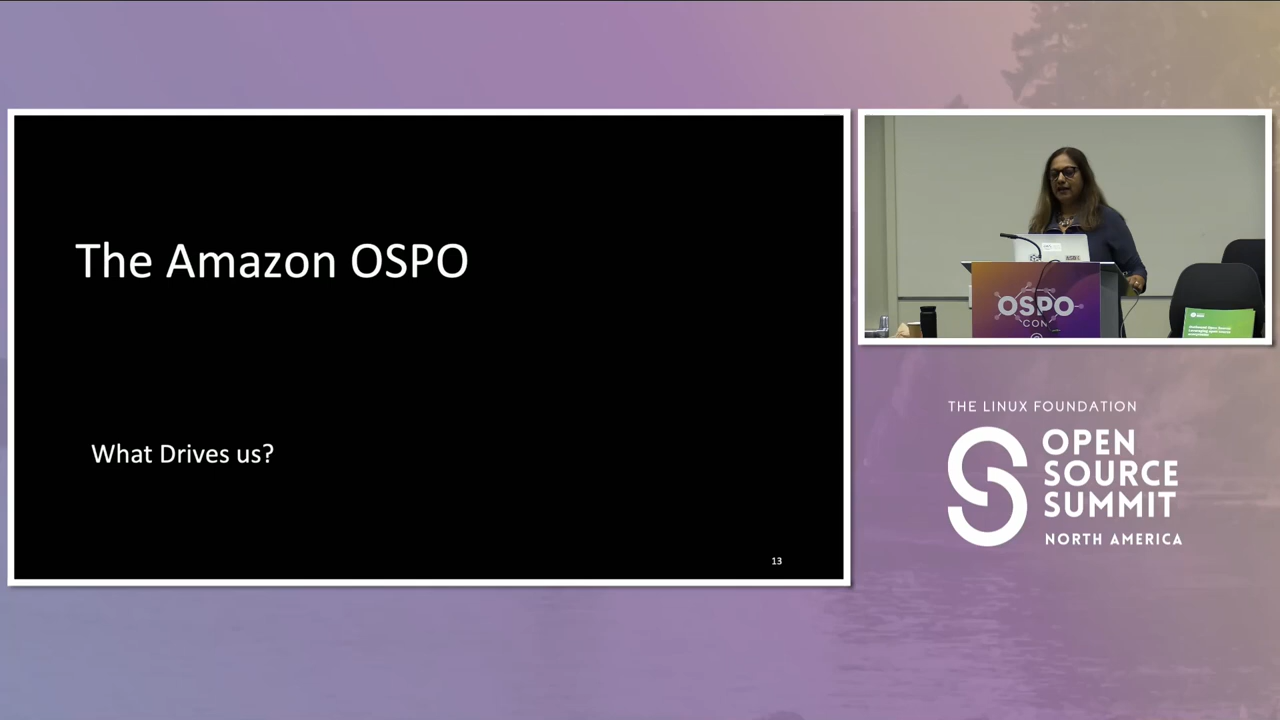 The Amazon OSPO
What Drives us?
13
OSPO
CON
THE LINUX FOUNDATION
OPEN
SOURCE
SUMMIT
NORTH AMERICA